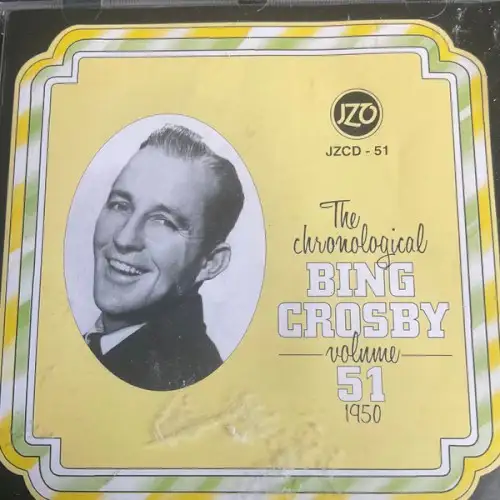 JZO
JZCD - 51
The
chronological
BING
CROSBY
volume
51
1950